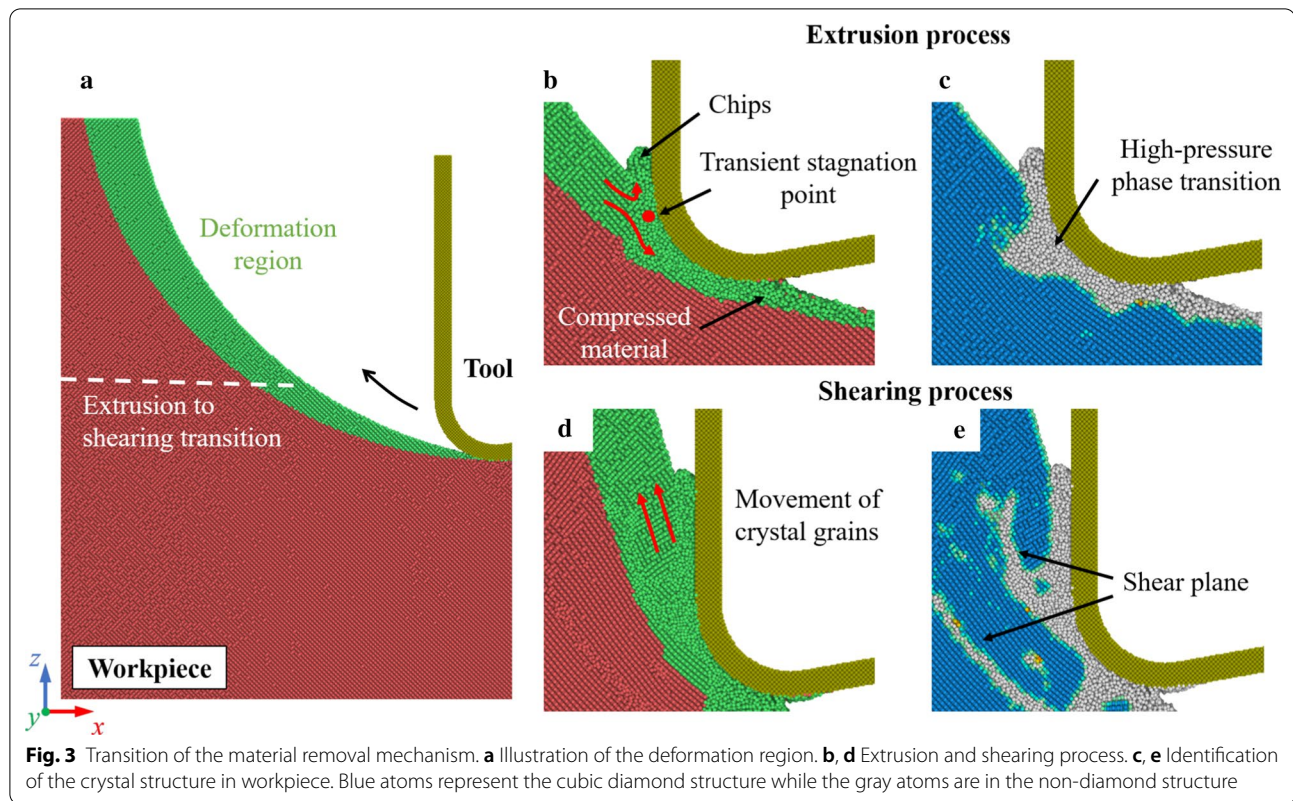 Extrusion process
a
b
c
Chips
Transient stagnation
point
High-pressure
phase transition
Deformation
region
Compressed
material
Tool
Extrusion to
shearing transition
Shearing process
d
e
Movement of
crystal grains
Shear plane
Workpiece
z
y
x
Fig. 3 Transition of the material removal mechanism. a Illustration of the deformation region. b, d Extrusion and shearing process. c, e Identification
of the crystal structure in workpiece. Blue atoms represent the cubic diamond structure while the gray atoms are in the non-diamond structure